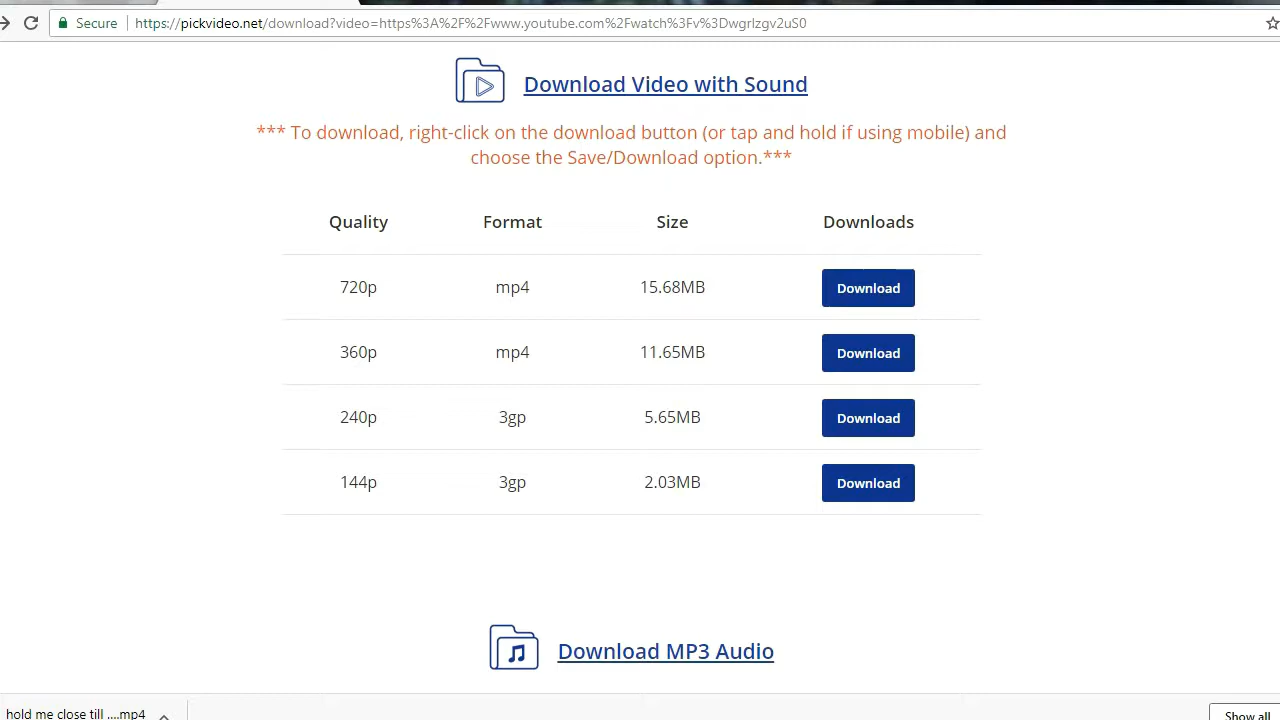 Secure https://pickvideo.net/download?video=https%3A%2F%2Fwww.youtube.com%2Fwatch%3Fv%3Dwgrlzgv2uS0
Download Video with Sound
*** To download, right-click on the download button (or tap and hold if using mobile) and
choose the Save/Download option.***
Quality Format Size Downloads
720p mp4 15.68MB Download
360p mp4 11.65MB Download
240p 3gp 5.65MB Download
144p 3gp 2.03MB Download
Download MP3 Audio
hold me close till ....mp4 Show all